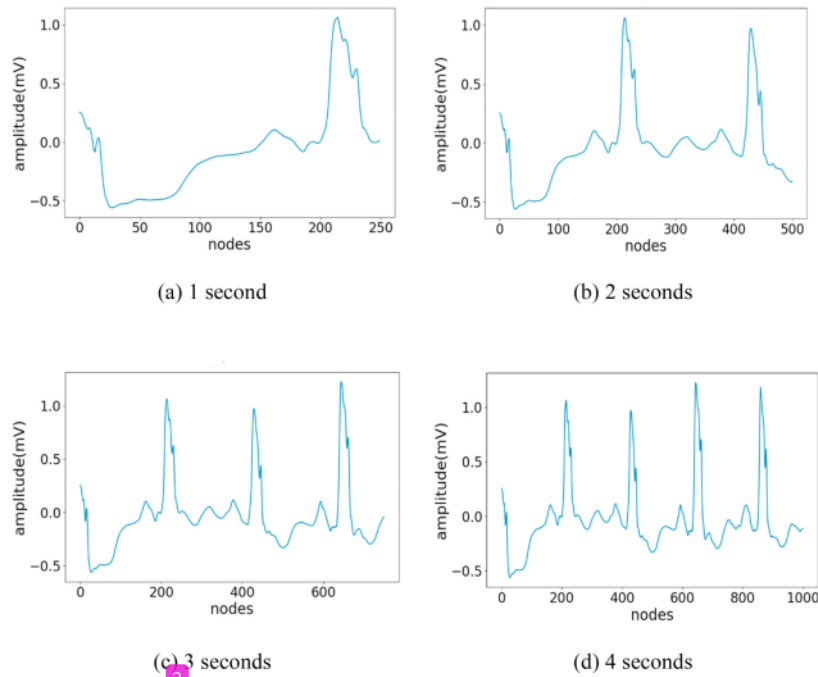 1.0
0.5
0.0
−0.5
amplitude(mV)
0 50 100 150 200 250
nodes
(a) 1 second
1.0
0.5
0.0
−0.5
amplitude(mV)
0 100 200 300 400 500
nodes
(b) 2 seconds
1.0
0.5
0.0
−0.5
amplitude(mV)
0 200 400 600
nodes
(c) 3 seconds
1.0
0.5
0.0
−0.5
amplitude(mV)
0 200 400 600 800 1000
nodes
(d) 4 seconds